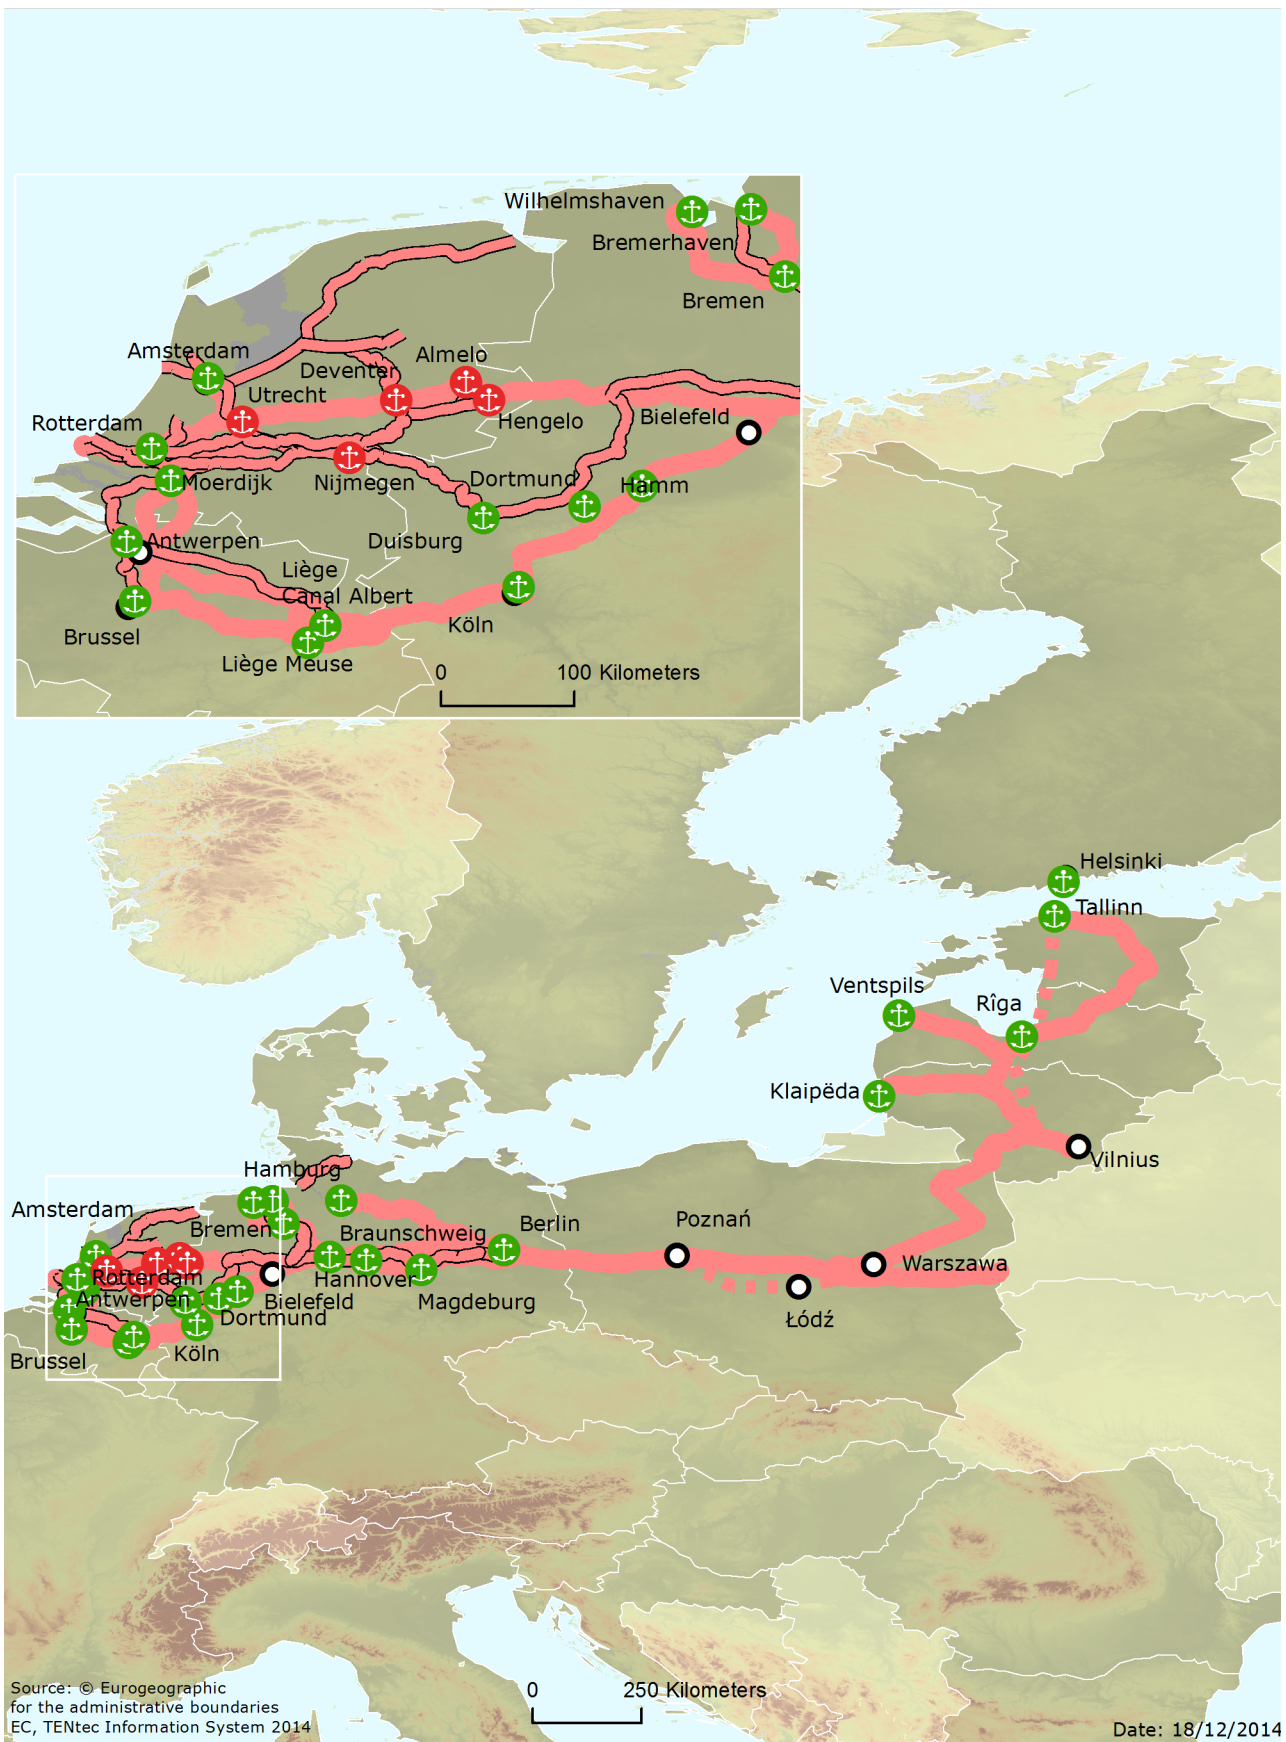 Wilhelmshaven
Bremerhaven
Bremen
Amsterdam
Almelo
Deventer
Utrecht
Rotterdam
Hengelo
Bielefeld
Moerdijk
Nijmegen
Dortmund
Hamm
Antwerpen
Duisburg
Liège
Canal Albert
Brussel
Köln
Liège Meuse
0 100 Kilometers
Helsinki
Tallinn
Ventspils
Rîga
Klaipëda
Vilnius
Hamburg
Amsterdam
Bremen
Braunschweig
Berlin
Poznań
Warszawa
Rotterdam
Hannover
Antwerpen
Bielefeld
Magdeburg
Dortmund
Łódź
Brussel
Köln
Source: © Eurogeographic
for the administrative boundaries
EC, TENtec Information System 2014
0 250 Kilometers
Date: 18/12/2014